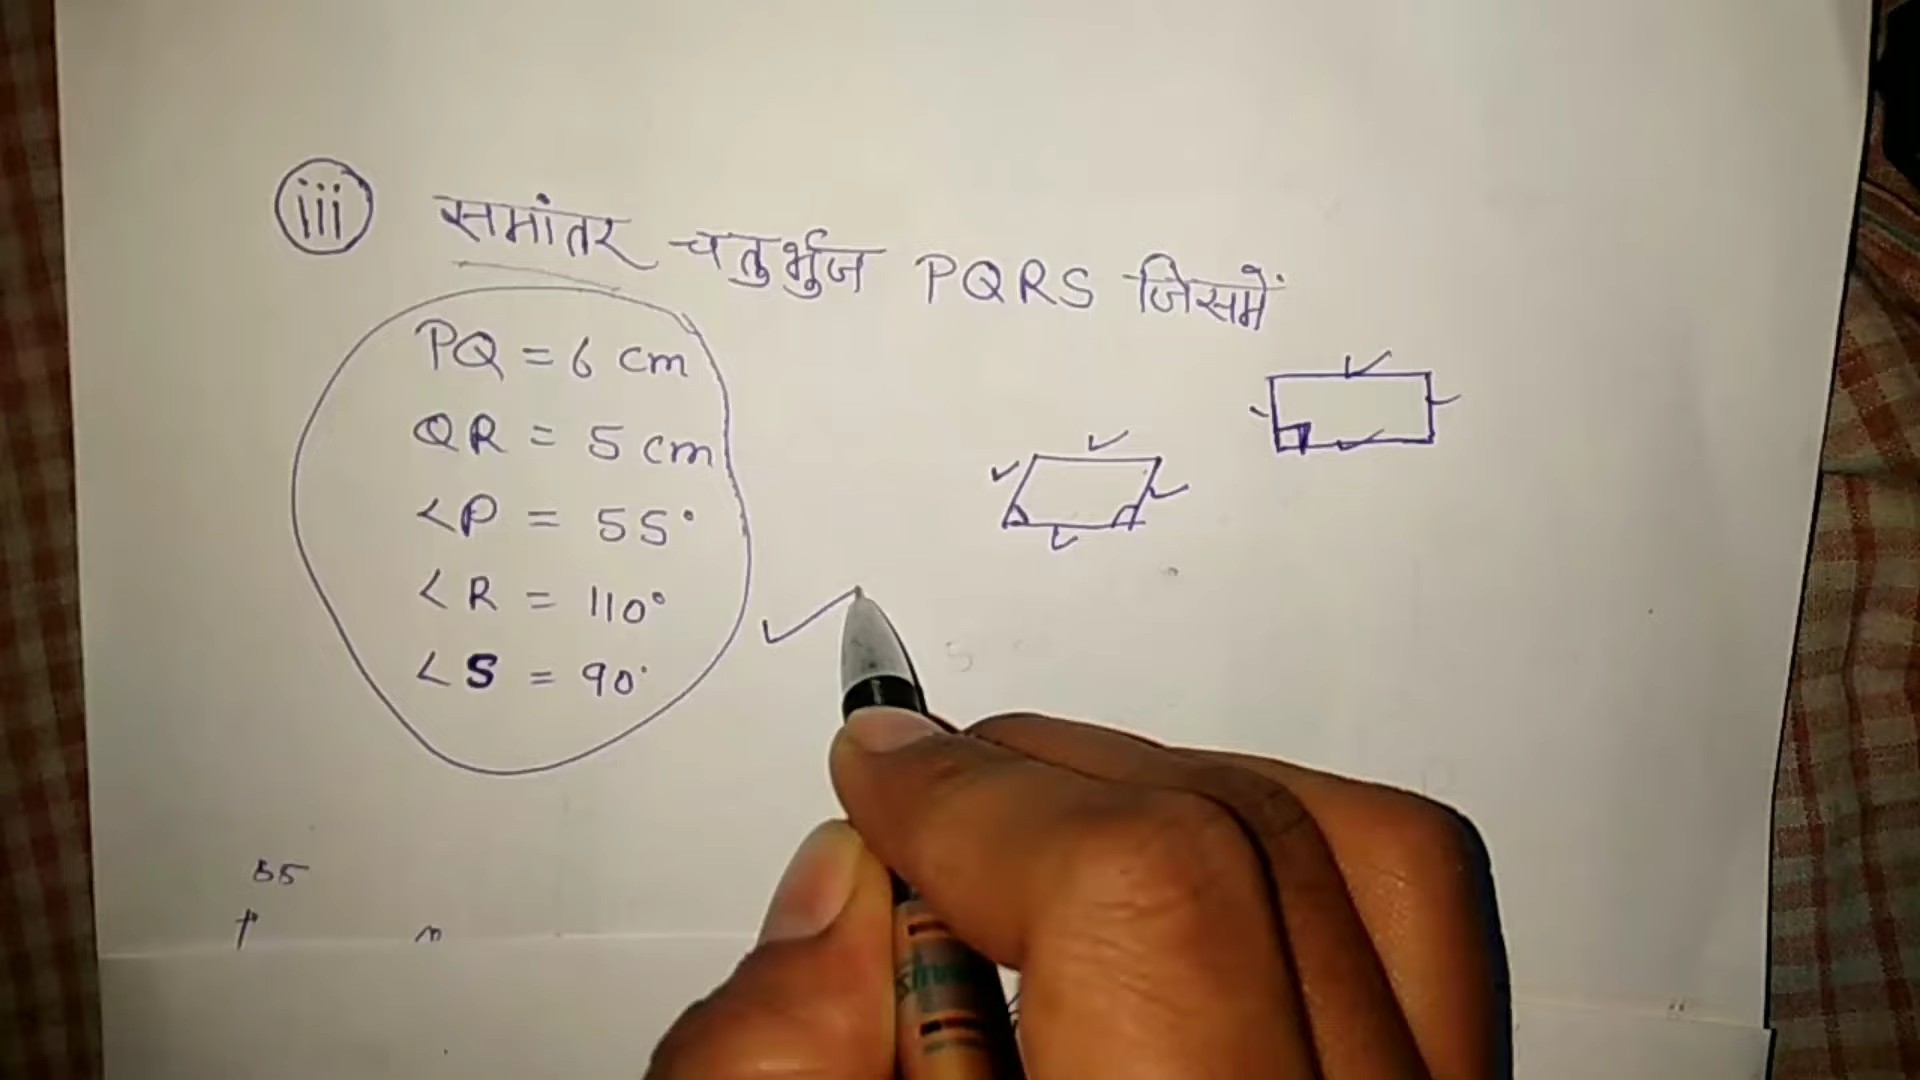 iii समांतर चतुर्भुज PQRS जिसमें
PQ = 6 cm
QR = 5 cm
<P = 55°
<R = 110°
<S = 90°
55